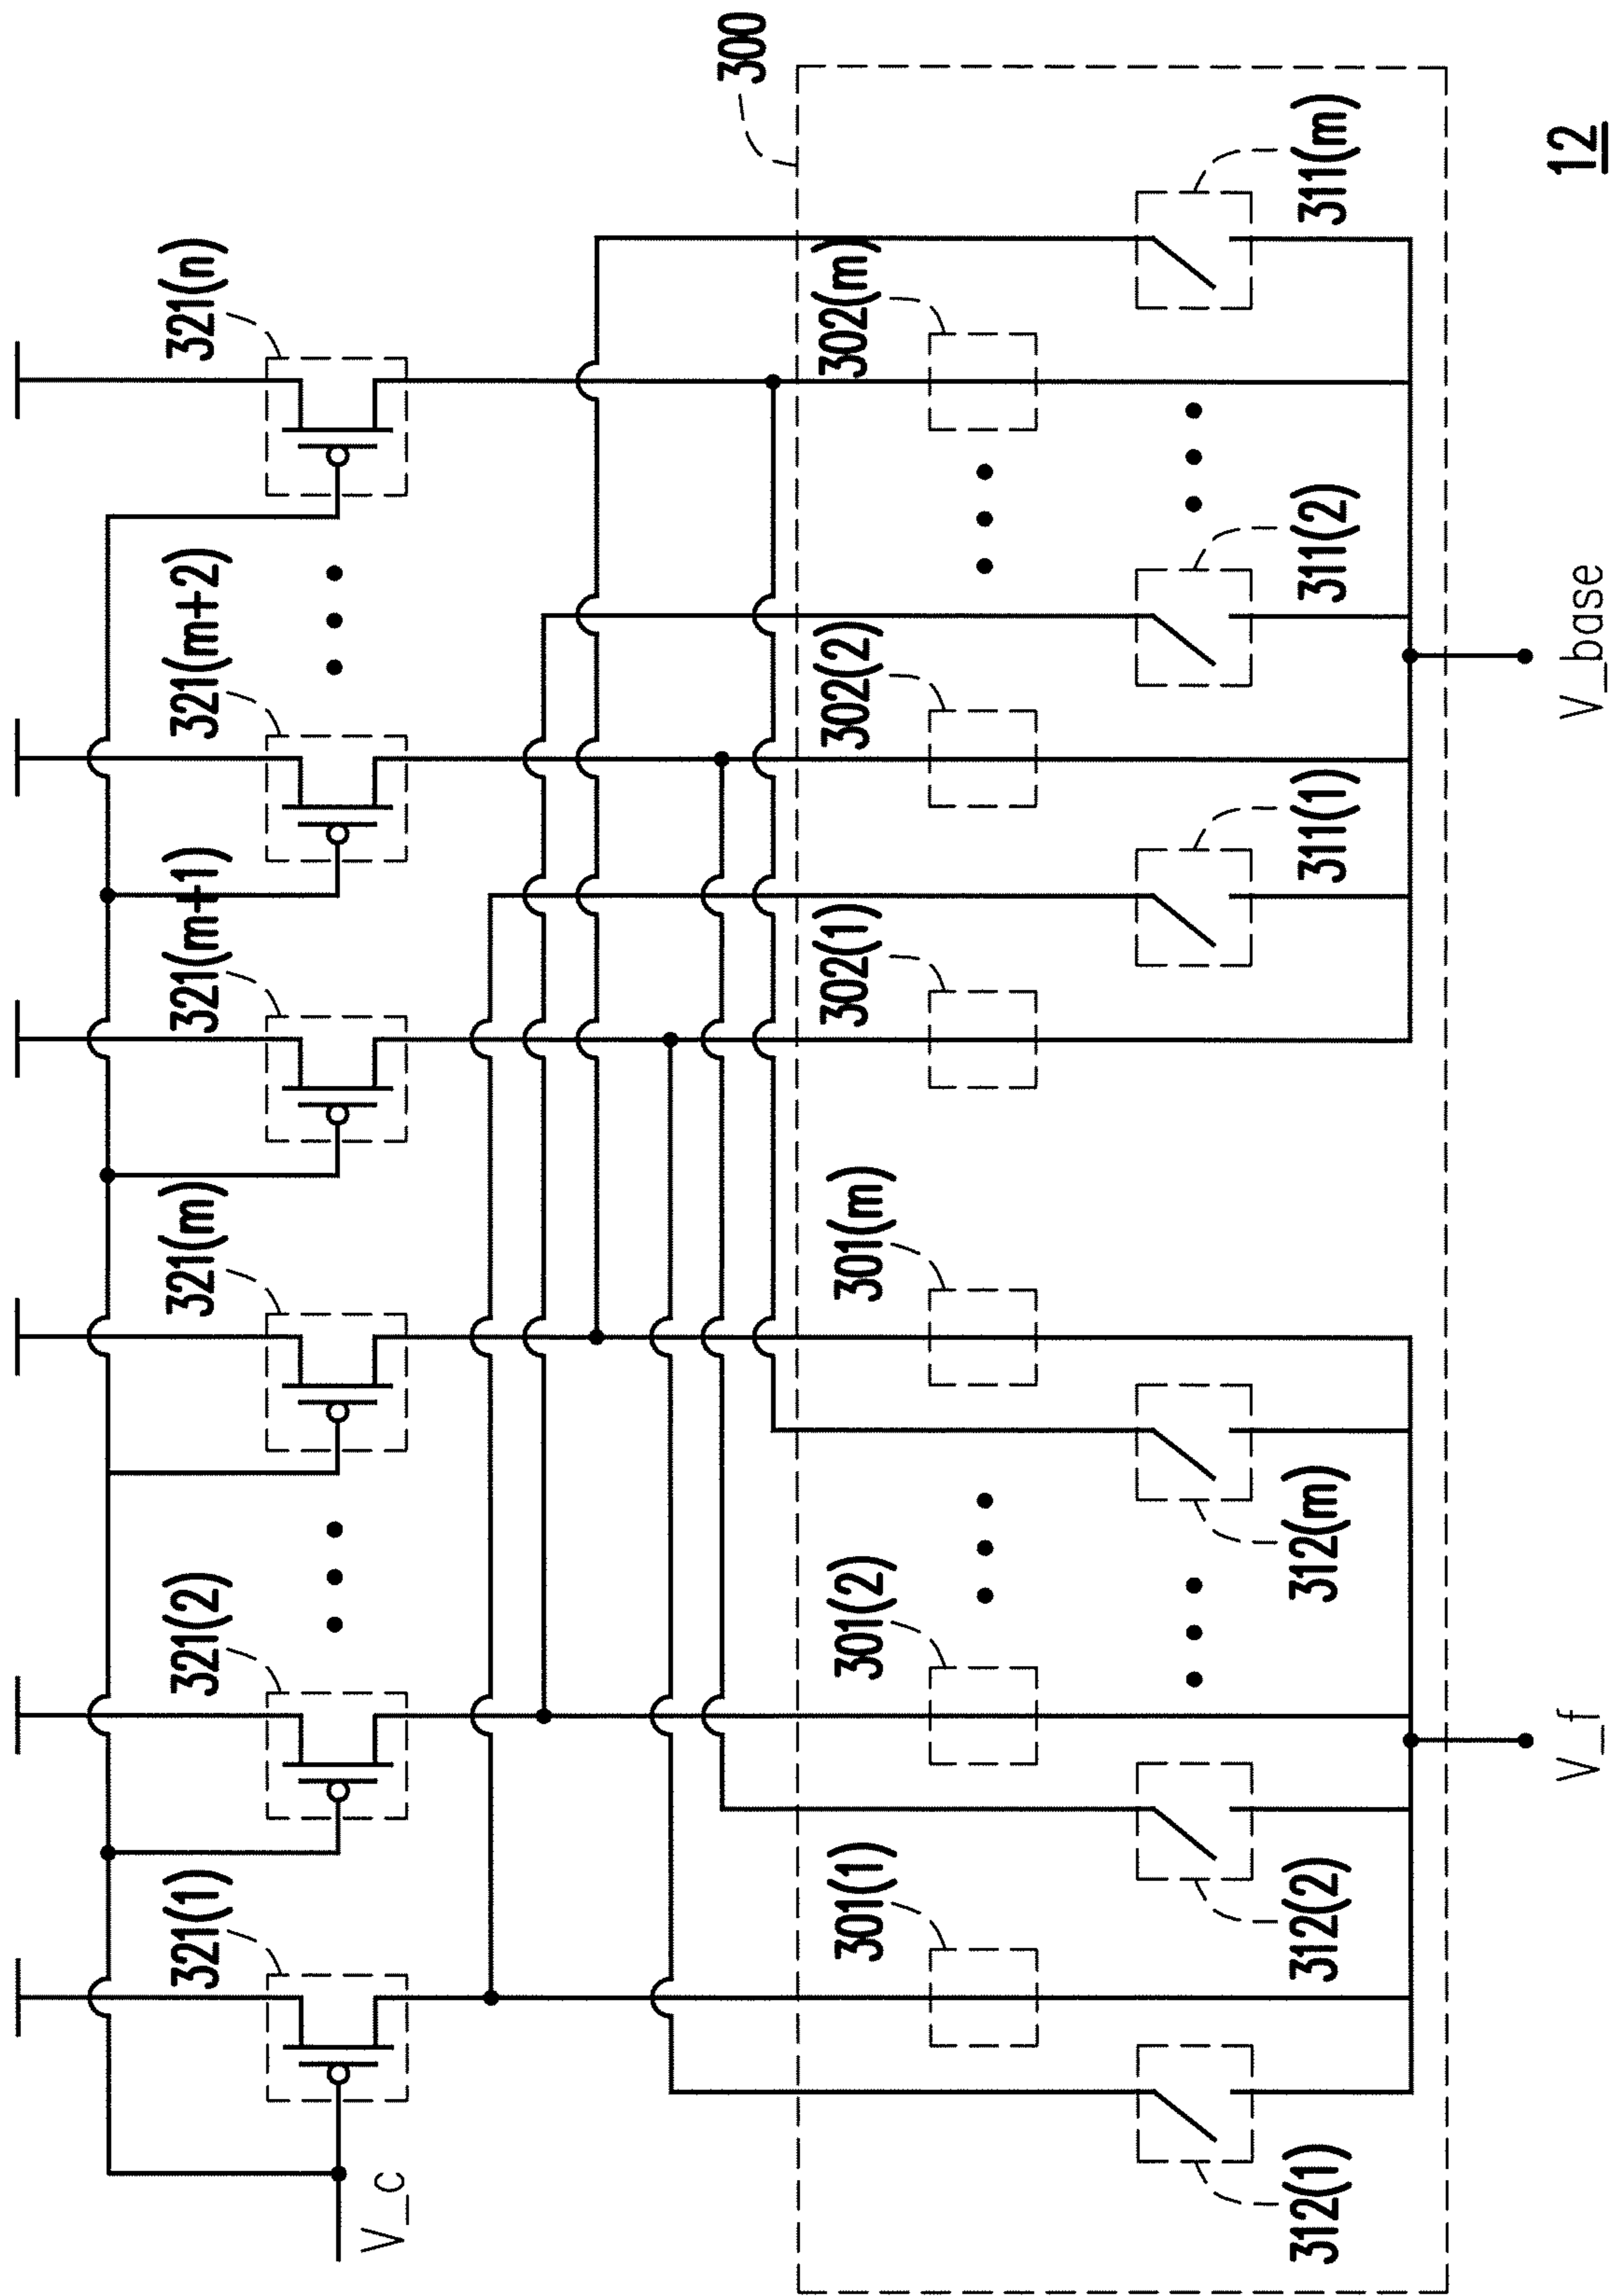 300
321(1)
321(2)
321(m)
321(m+1)
321(m+2)
321(n)
V_c
301(1)
301(2)
301(m)
302(1)
302(2)
302(m)
312(1)
312(2)
312(m)
311(1)
311(2)
311(m)
V_f
V_base
12